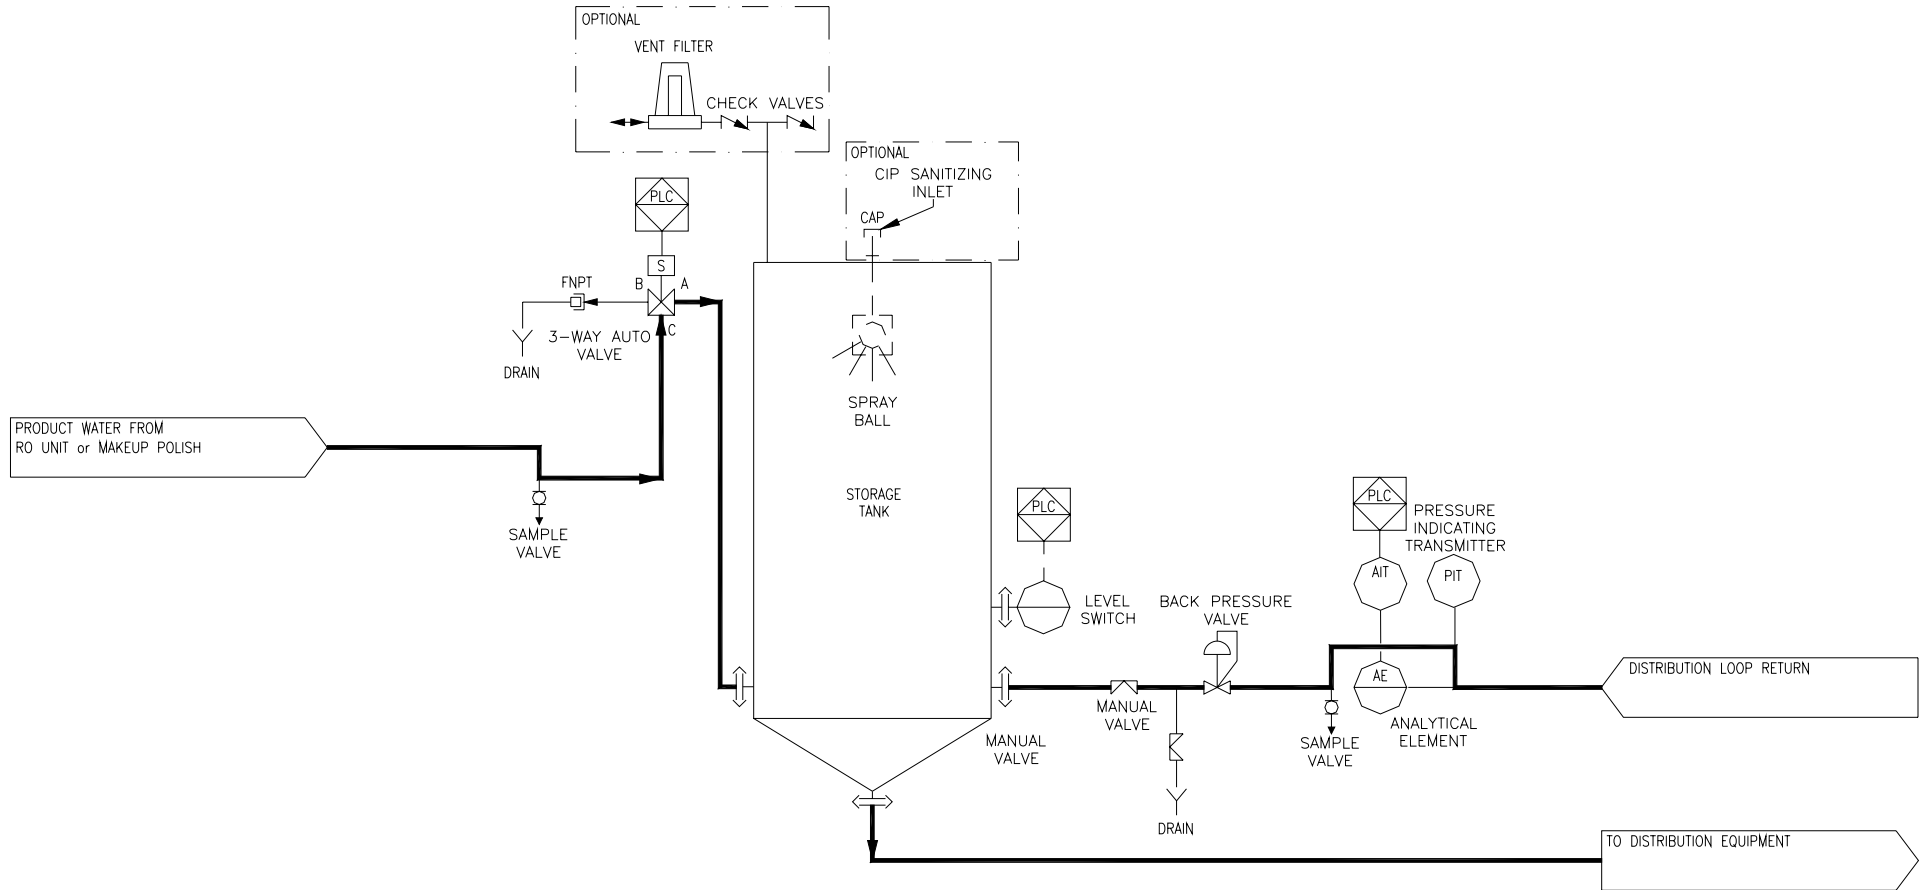 OPTIONAL
VENT FILTER
CHECK VALVES
OPTIONAL
CIP SANITIZING
INLET
CAP
PLC
S
B
A
C
FNPT
3-WAY AUTO
VALVE
DRAIN
SPRAY
BALL
PRODUCT WATER FROM
RO UNIT or MAKEUP POLISH
SAMPLE
VALVE
STORAGE
TANK
PLC
LEVEL
SWITCH
PLC
PRESSURE
INDICATING
TRANSMITTER
AIT
PIT
BACK PRESSURE
VALVE
AE
DISTRIBUTION LOOP RETURN
MANUAL
VALVE
ANALYTICAL
ELEMENT
MANUAL
VALVE
SAMPLE
VALVE
DRAIN
TO DISTRIBUTION EQUIPMENT